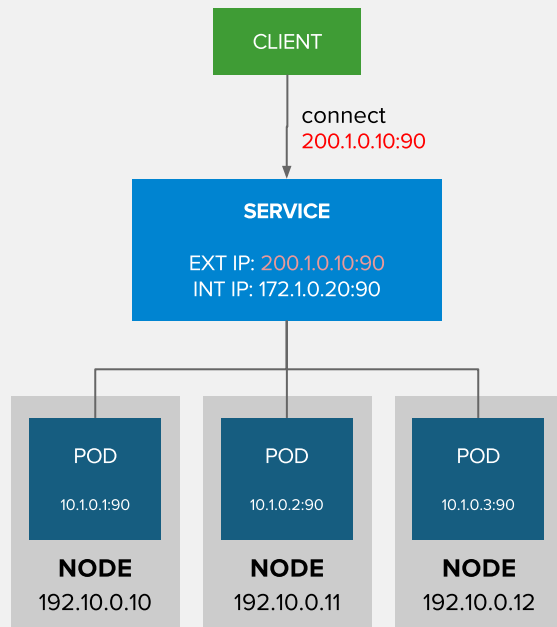 CLIENT
connect
200.1.0.10:90
SERVICE
EXT IP: 200.1.0.10:90
INT IP: 172.1.0.20:90
POD
10.1.0.1:90
NODE
192.10.0.10
POD
10.1.0.2:90
NODE
192.10.0.11
POD
10.1.0.3:90
NODE
192.10.0.12